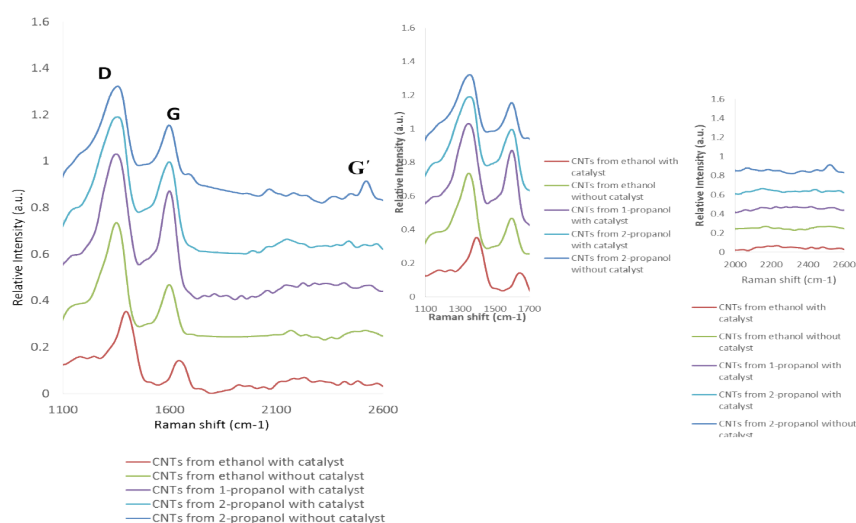 1.6
1.4
1.2
1
0.8
0.6
0.4
0.2
0
Relative Intensity (a.u.)
D
G
G′
1100 1600 2100 2600
Raman shift (cm-1)
CNTs from ethanol with catalyst
CNTs from ethanol without catalyst
CNTs from 1-propanol with catalyst
CNTs from 2-propanol with catalyst
CNTs from 2-propanol without catalyst
1.6
1.4
1.2
1
0.8
0.6
0.4
0.2
0
Relative Intensity (a.u.)
1100 1300 1500 1700
Raman shift (cm-1)
CNTs from ethanol with
catalyst
CNTs from ethanol
without catalyst
CNTs from 1-propanol
with catalyst
CNTs from 2-propanol
with catalyst
CNTs from 2-propanol
without catalyst
1.6
1.4
1.2
1
0.8
0.6
0.4
0.2
0
Relative Intensity (a.u.)
2000 2200 2400 2600
Raman shift (cm-1)
CNTs from ethanol with
catalyst
CNTs from ethanol without
catalyst
CNTs from 1-propanol with
catalyst
CNTs from 2-propanol with
catalyst
CNTs from 2-propanol without
catalyst